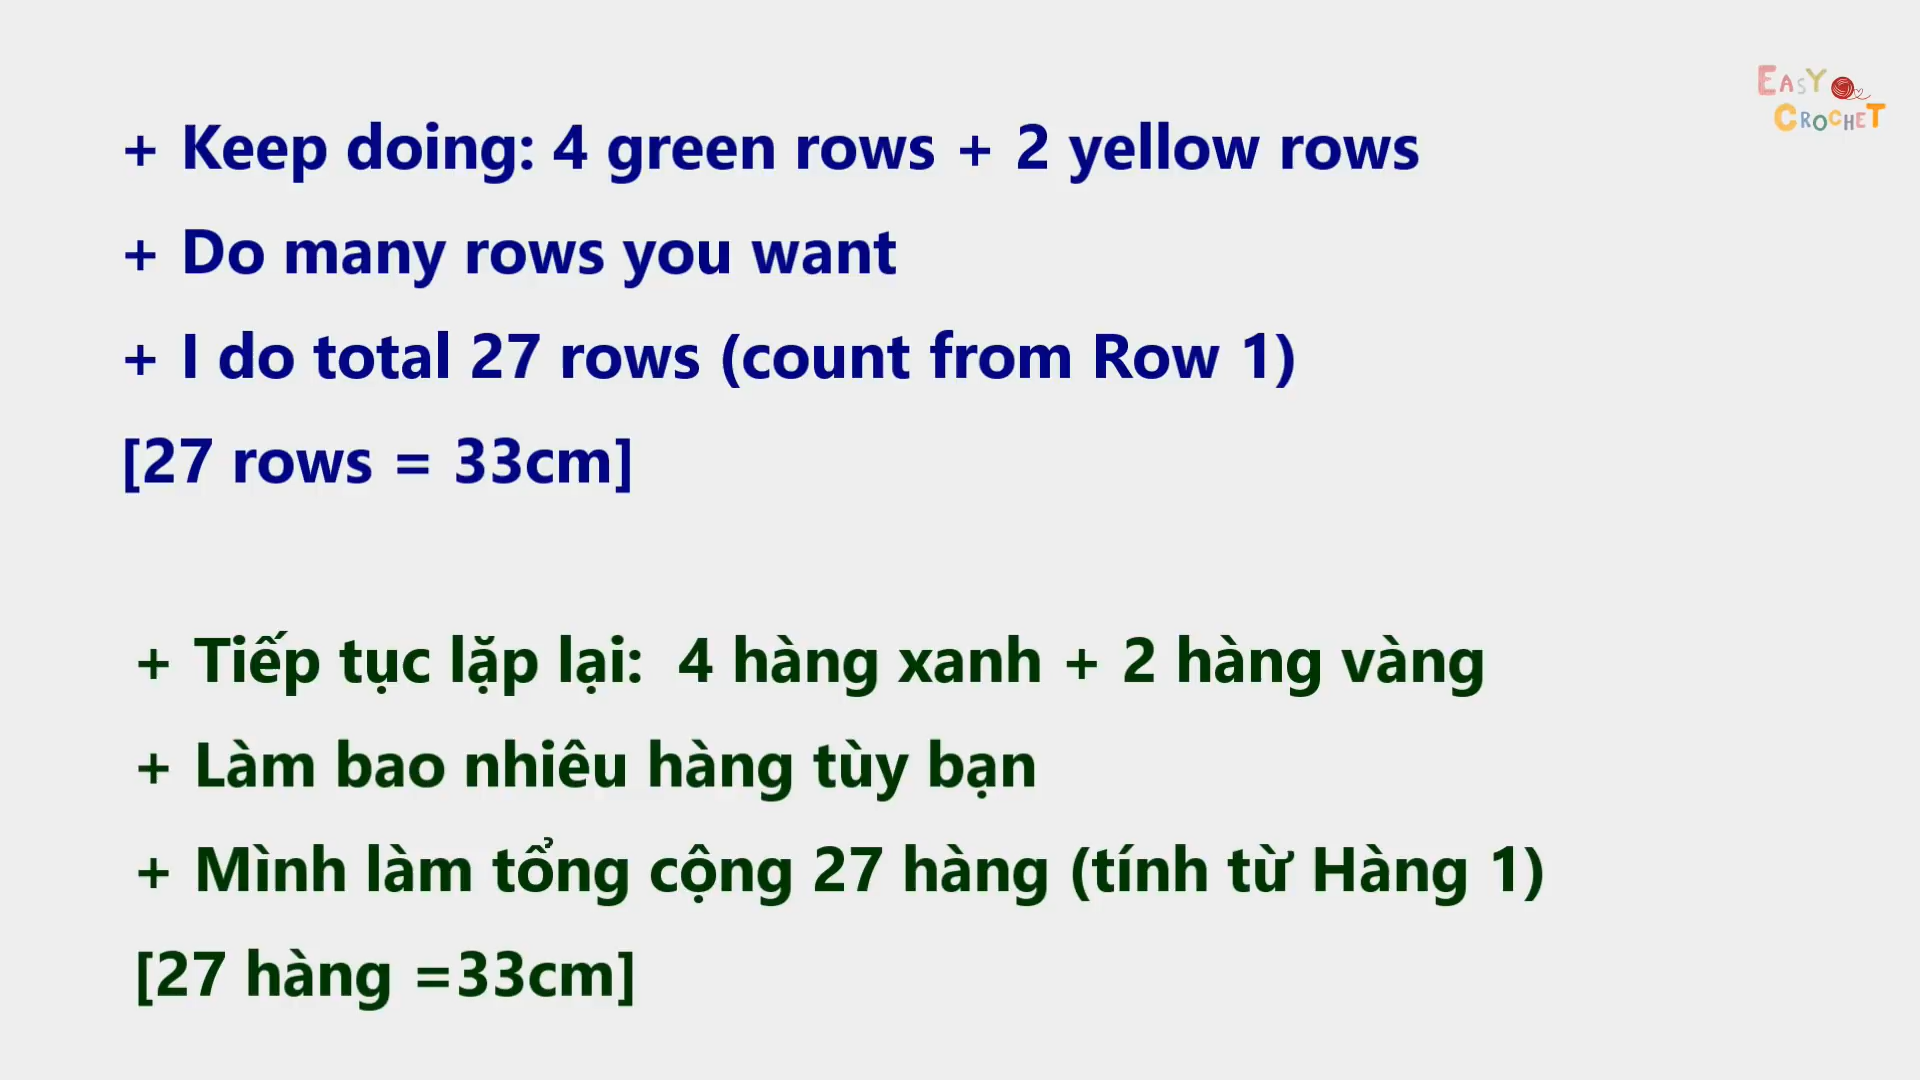 EASY
CROCHET
+ Keep doing: 4 green rows + 2 yellow rows
+ Do many rows you want
+ I do total 27 rows (count from Row 1)
[27 rows = 33cm]
+ Tiếp tục lặp lại:  4 hàng xanh + 2 hàng vàng
+ Làm bao nhiêu hàng tùy bạn
+ Mình làm tổng cộng 27 hàng (tính từ Hàng 1)
[27 hàng =33cm]